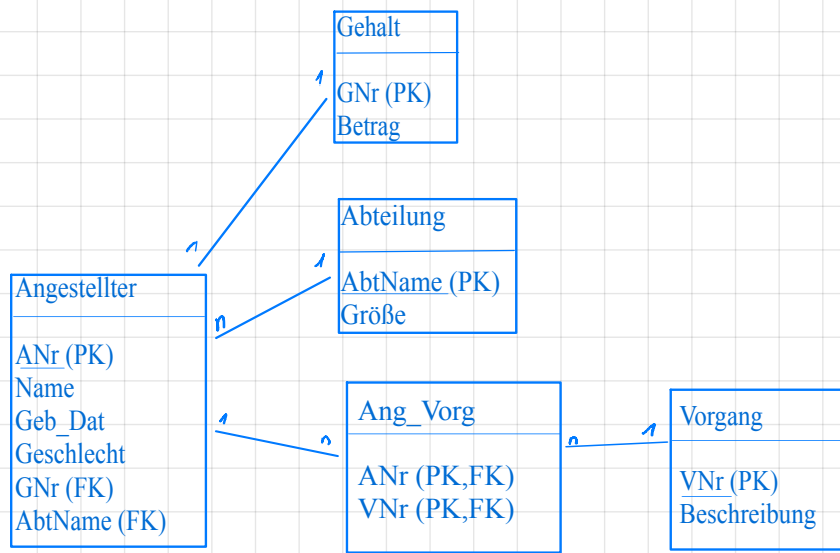 Gehalt
GNr (PK)
Betrag
1
1
Abteilung
AbtName (PK)
Größe
1
n
Angestellter
ANr (PK)
Name
Geb_Dat
Geschlecht
GNr (FK)
AbtName (FK)
1
n
Ang_Vorg
ANr (PK,FK)
VNr (PK,FK)
n
1
Vorgang
VNr (PK)
Beschreibung